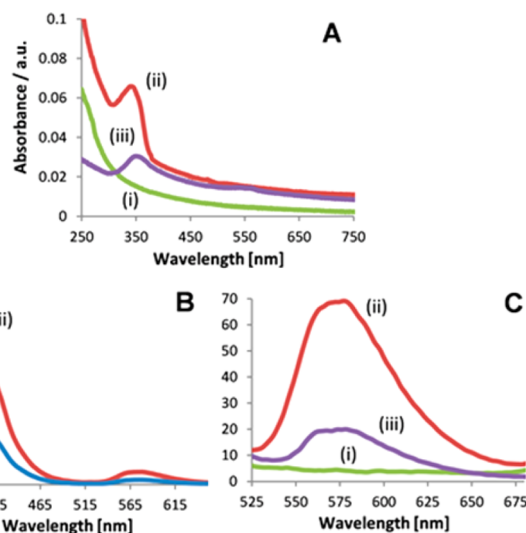 A
0.1
0.08
0.06
0.04
0.02
0
Absorbance / a.u.
(ii)
(iii)
(i)
250 350 450 550 650 750
Wavelength [nm]
B
465 515 565 615
Wavelength [nm]
C
70
60
50
40
30
20
10
0
(ii)
(iii)
(i)
525 550 575 600 625 650
Wavelength [nm]